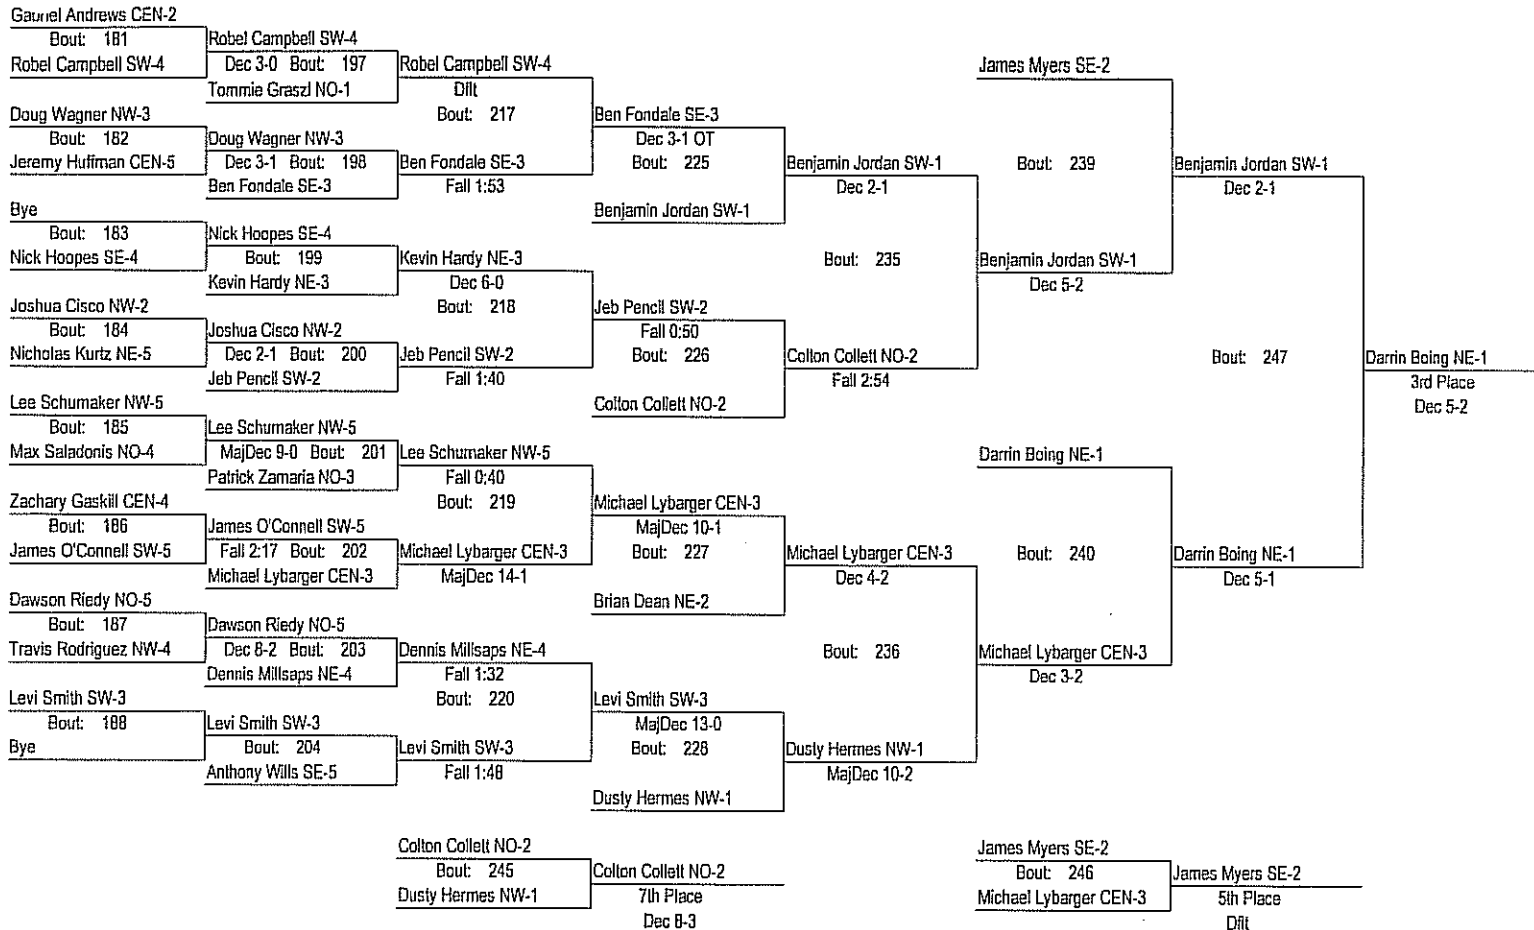 Gabriel Andrews CEN-2
Bout: 181
Robel Campbell SW-4
Doug Wagner NW-3
Bout: 182
Jeremy Huffman CEN-5
Bye
Bout: 183
Nick Hoopes SE-4
Joshua Cisco NW-2
Bout: 184
Nicholas Kurtz NE-5
Lee Schumaker NW-5
Bout: 185
Max Saladonis NO-4
Zachary Gaskill CEN-4
Bout: 186
James O'Connell SW-5
Dawson Riedy NO-5
Bout: 187
Travis Rodriguez NW-4
Levi Smith SW-3
Bout: 188
Bye
Robel Campbell SW-4
Dec 3-0 Bout: 197
Tommie Graszl NO-1
Doug Wagner NW-3
Dec 3-1 Bout: 198
Ben Fondale SE-3
Nick Hoopes SE-4
Bout: 199
Kevin Hardy NE-3
Joshua Cisco NW-2
Dec 2-1 Bout: 200
Jeb Pencil SW-2
Lee Schumaker NW-5
MajDec 9-0 Bout: 201
Patrick Zamaria NO-3
James O'Connell SW-5
Fall 2:17 Bout: 202
Michael Lybarger CEN-3
Dawson Riedy NO-5
Dec 8-2 Bout: 203
Dennis Millsaps NE-4
Levi Smith SW-3
Bout: 204
Anthony Wills SE-5
Robel Campbell SW-4
Dflt
Bout: 217
Ben Fondale SE-3
Fall 1:53
Kevin Hardy NE-3
Dec 6-0
Bout: 218
Jeb Pencil SW-2
Fall 1:40
Lee Schumaker NW-5
Fall 0:40
Bout: 219
Michael Lybarger CEN-3
MajDec 14-1
Dennis Millsaps NE-4
Fall 1:32
Bout: 220
Levi Smith SW-3
Fall 1:48
Ben Fondale SE-3
Dec 3-1 OT
Bout: 225
Benjamin Jordan SW-1
Jeb Pencil SW-2
Fall 0:50
Bout: 226
Colton Collett NO-2
Michael Lybarger CEN-3
MajDec 10-1
Bout: 227
Brian Dean NE-2
Levi Smith SW-3
MajDec 13-0
Bout: 228
Dusty Hermes NW-1
Benjamin Jordan SW-1
Dec 2-1
Bout: 235
Colton Collett NO-2
Fall 2:54
Michael Lybarger CEN-3
Dec 4-2
Bout: 236
Dusty Hermes NW-1
MajDec 10-2
James Myers SE-2
Bout: 239
Benjamin Jordan SW-1
Dec 5-2
Darrin Boing NE-1
Bout: 240
Michael Lybarger CEN-3
Dec 3-2
Benjamin Jordan SW-1
Dec 2-1
Bout: 247
Darrin Boing NE-1
Dec 5-1
Darrin Boing NE-1
3rd Place
Dec 5-2
Colton Collett NO-2
Bout: 245
Dusty Hermes NW-1
Colton Collett NO-2
7th Place
Dec 8-3
James Myers SE-2
Bout: 246
Michael Lybarger CEN-3
James Myers SE-2
5th Place
Dflt